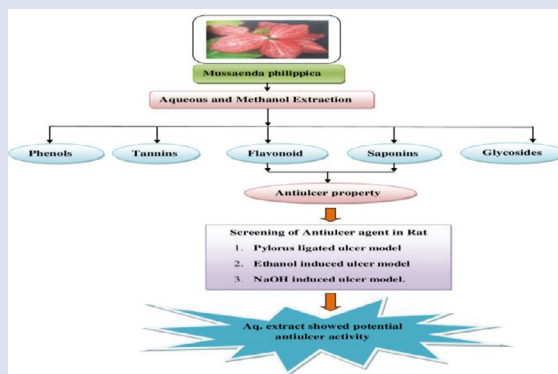 Mussaenda philippica
Aqueous and Methanol Extraction
Phenols
Tannins
Flavonoid
Saponins
Glycosides
Antiulcer property
Screening of Antiulcer agent in Rat
1. Pylorus ligated ulcer model
2. Ethanol induced ulcer model
3. NaOH induced ulcer model.
Aq. extract showed potential
antiulcer activity